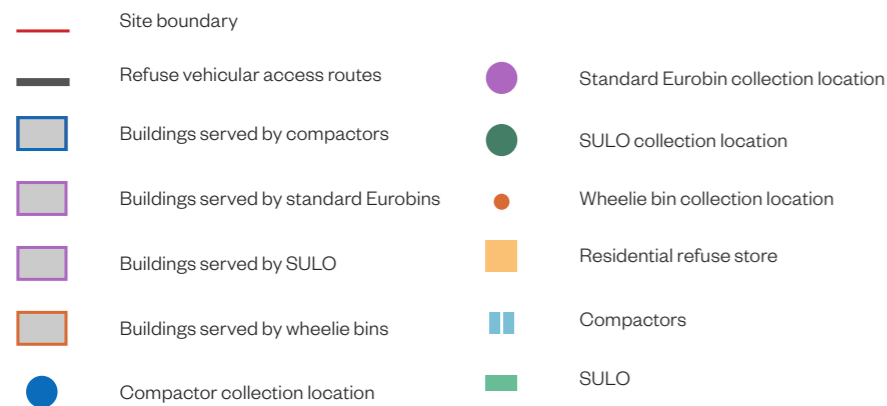 Site boundary
Refuse vehicular access routes
Buildings served by compactors
Buildings served by standard Eurobins
Buildings served by SULO
Buildings served by wheelie bins
Compactor collection location
Standard Eurobin collection location
SULO collection location
Wheelie bin collection location
Residential refuse store
Compactors
SULO